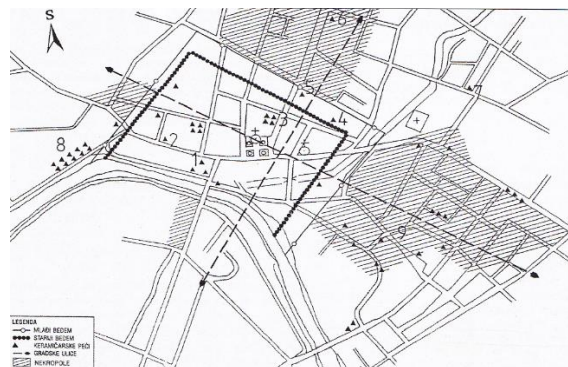 S
6
5
7
4
3
8
2
1
9
LEGENDA
MLAĐI BEDEM
STARIJI BEDEM
KERAMIČARSKE PEĆI
GRADSKE ULICE
NEKROPOLE